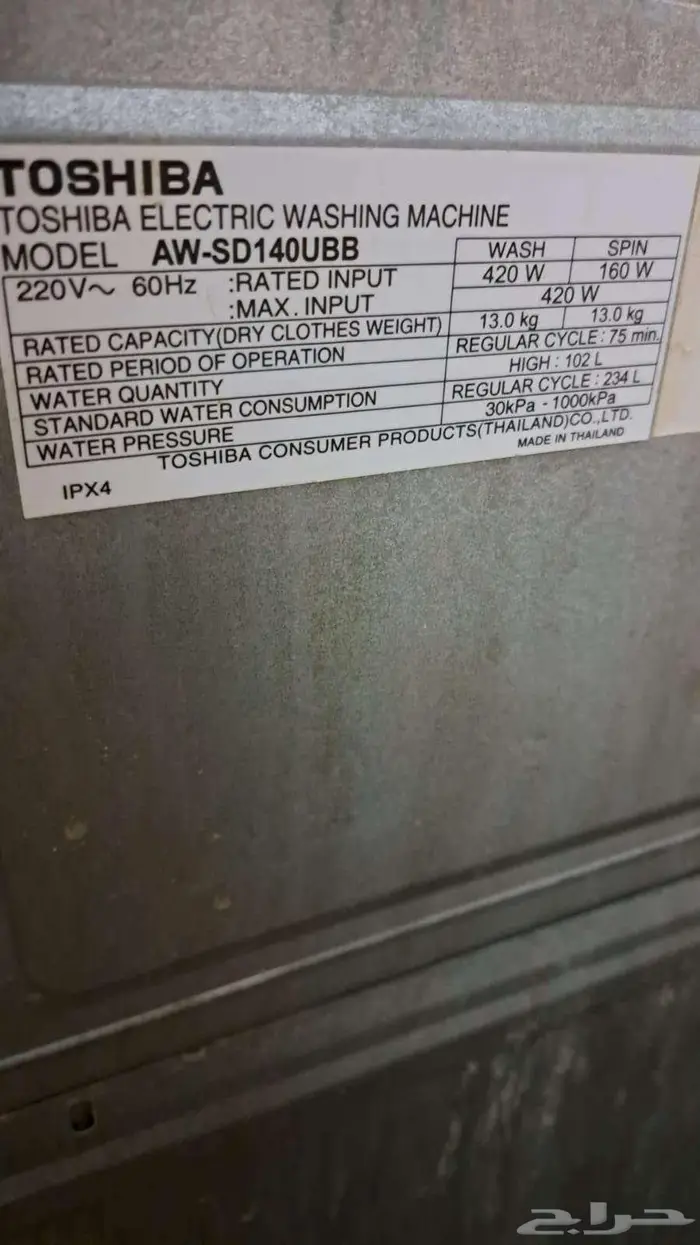 TOSHIBA
TOSHIBA ELECTRIC WASHING MACHINE
MODEL AW-SD140UBB
WASH SPIN
220V~ 60Hz :RATED INPUT 420 W 160 W
:MAX. INPUT 420 W
RATED CAPACITY(DRY CLOTHES WEIGHT) 13.0 kg 13.0 kg
RATED PERIOD OF OPERATION REGULAR CYCLE : 75 min.
WATER QUANTITY HIGH : 102 L
STANDARD WATER CONSUMPTION REGULAR CYCLE : 234 L
WATER PRESSURE 30kPa - 1000kPa
TOSHIBA CONSUMER PRODUCTS(THAILAND)CO.,LTD.
IPX4 MADE IN THAILAND
حراج